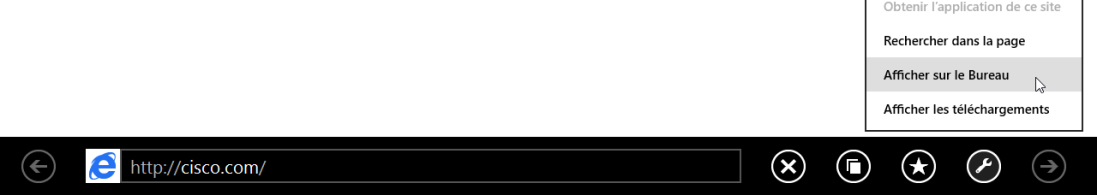 Obtenir l'application de ce site
Rechercher dans la page
Afficher sur le Bureau
Afficher les téléchargements
http://cisco.com/